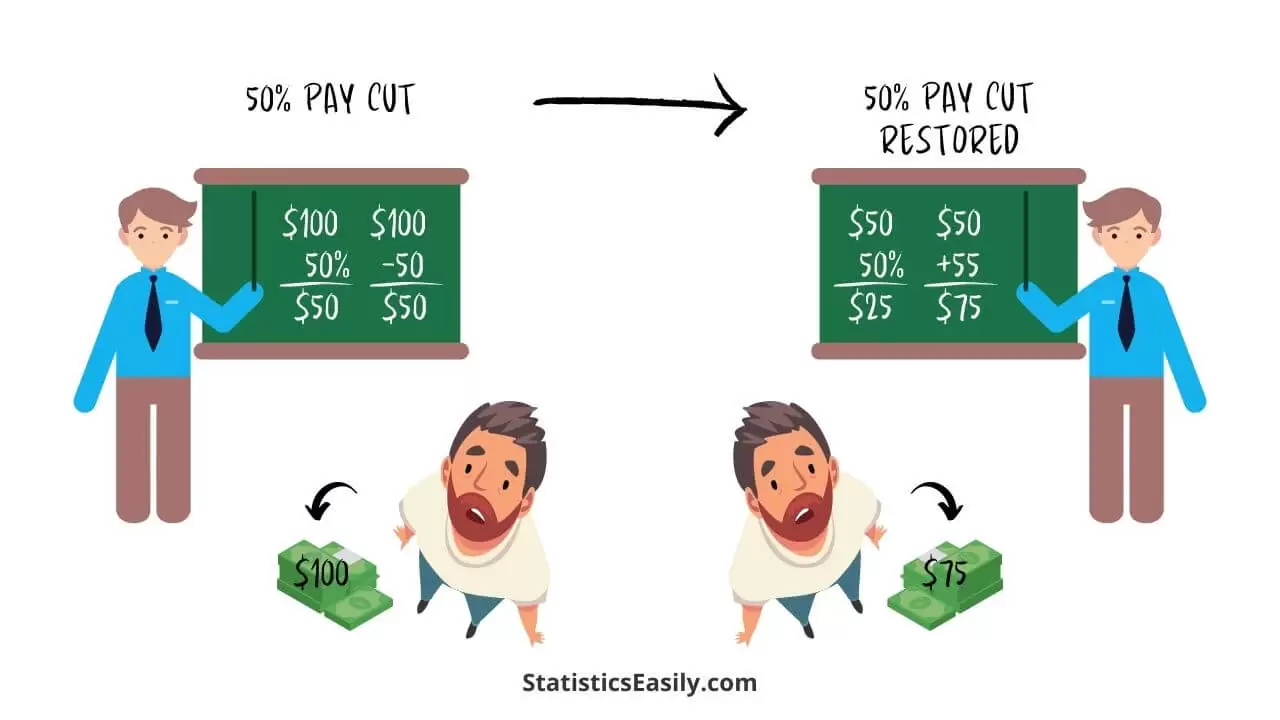 50% PAY CUT
50% PAY CUT
RESTORED
$100 $100
50% -50
$50 $50
$50 $50
50% +55
$25 $75
$100
$75
StatisticsEasily.com